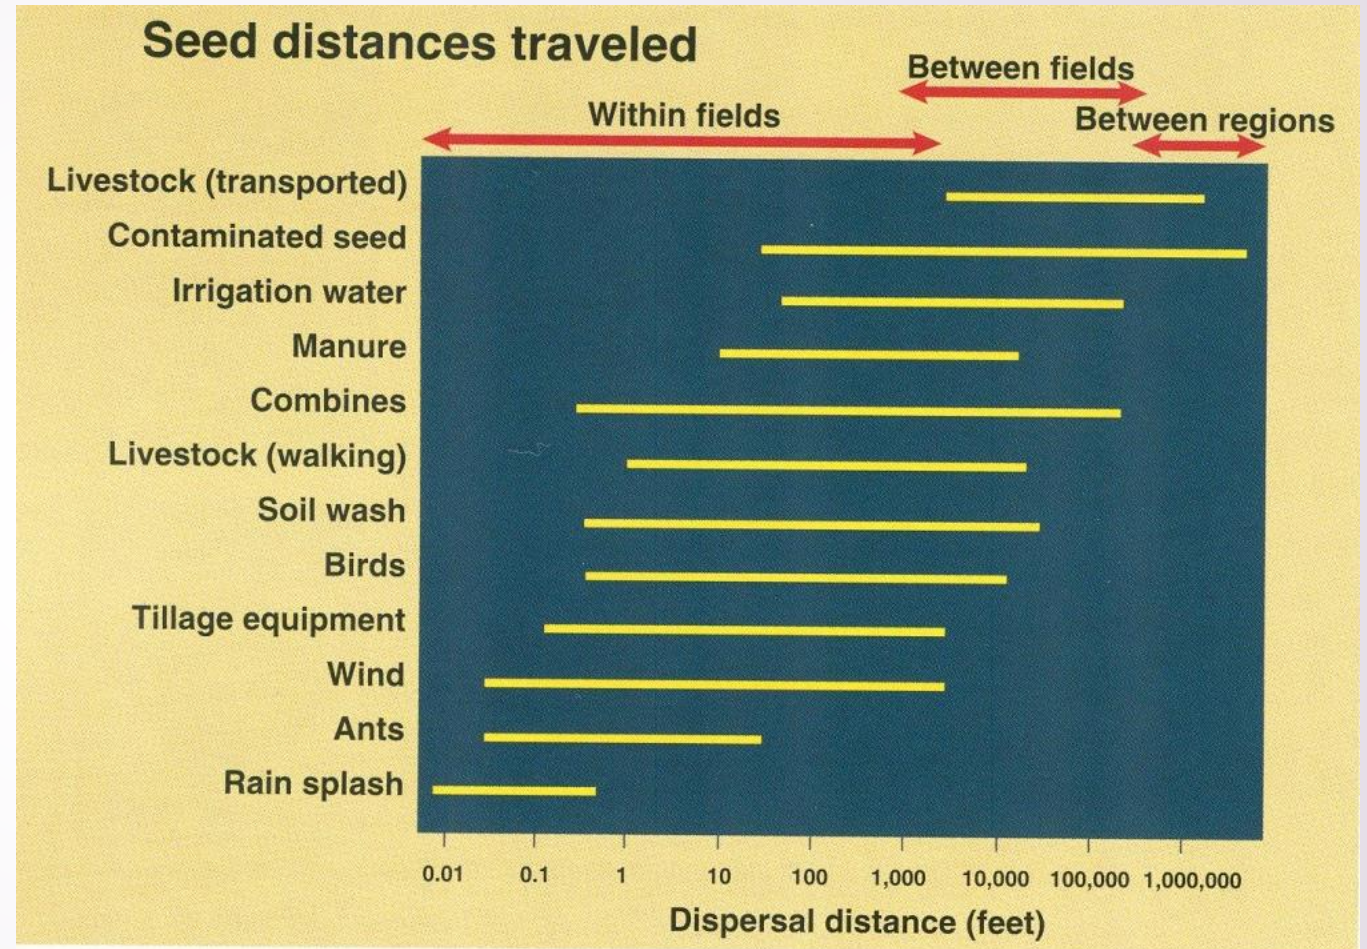 Seed distances traveled
Between fields
Within fields
Between regions
Livestock (transported)
Contaminated seed
Irrigation water
Manure
Combines
Livestock (walking)
Soil wash
Birds
Tillage equipment
Wind
Ants
Rain splash
0.01 0.1 1 10 100 1,000 10,000 100,000 1,000,000
Dispersal distance (feet)